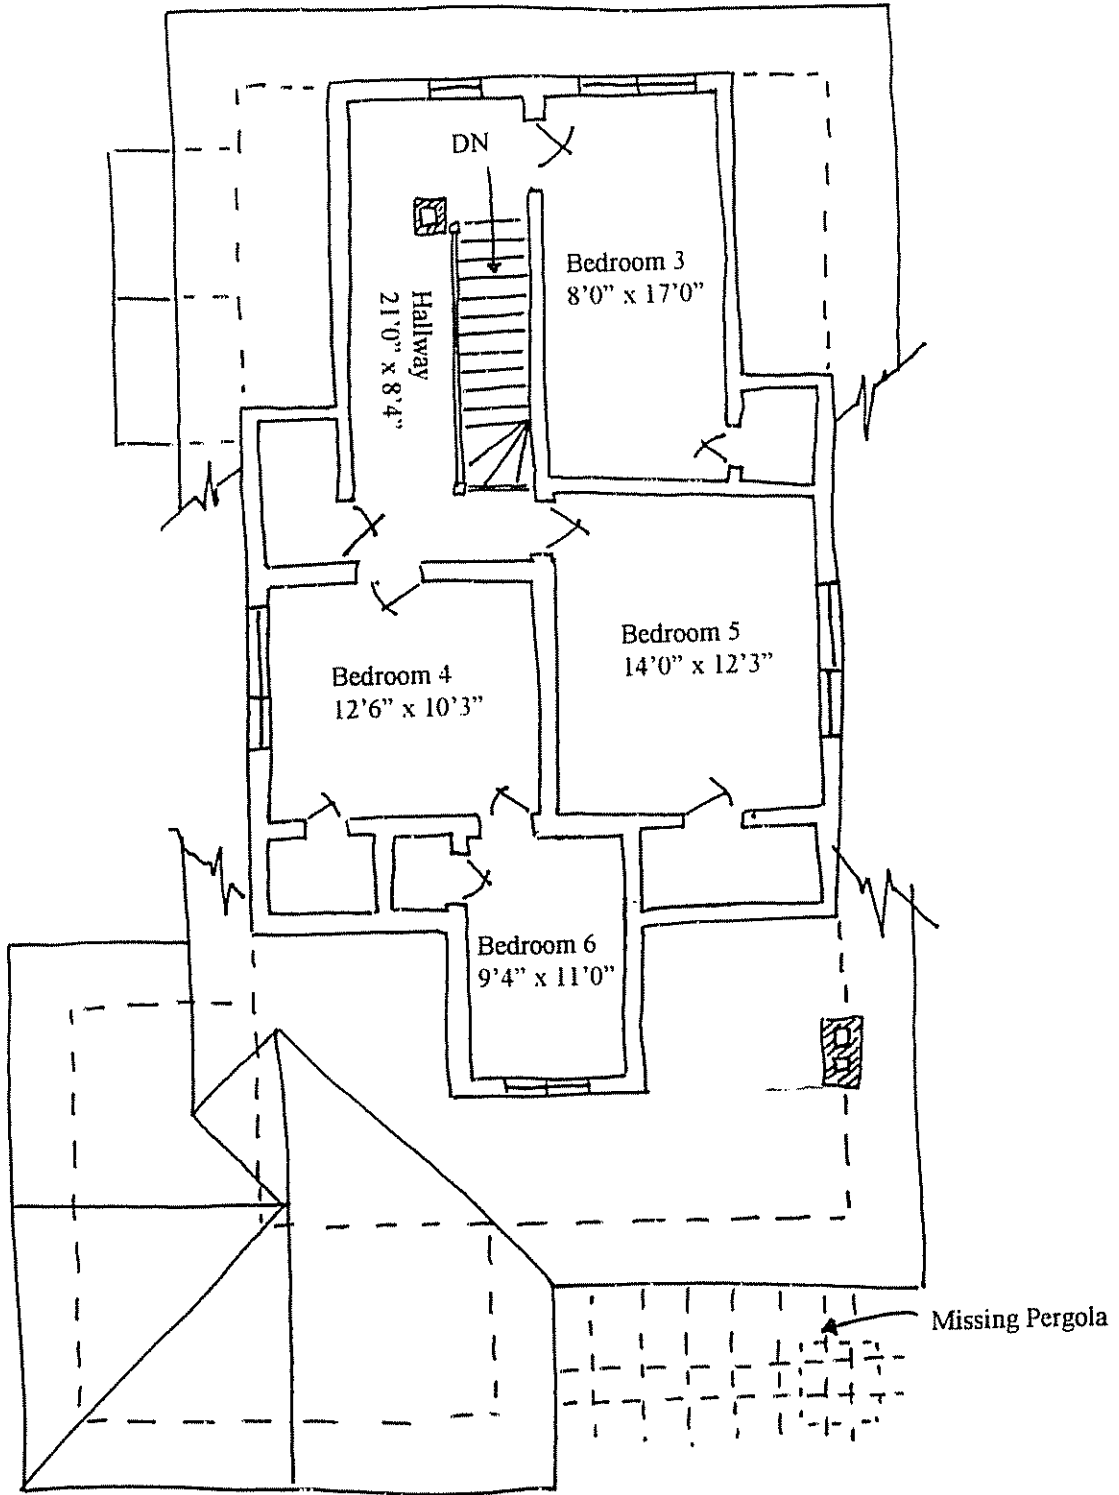 DN
Bedroom 3
8’0” x 17’0”
Hallway
21’0” x 8’4”
Bedroom 5
14’0” x 12’3”
Bedroom 4
12’6” x 10’3”
Bedroom 6
9’4” x 11’0”
Missing Pergola